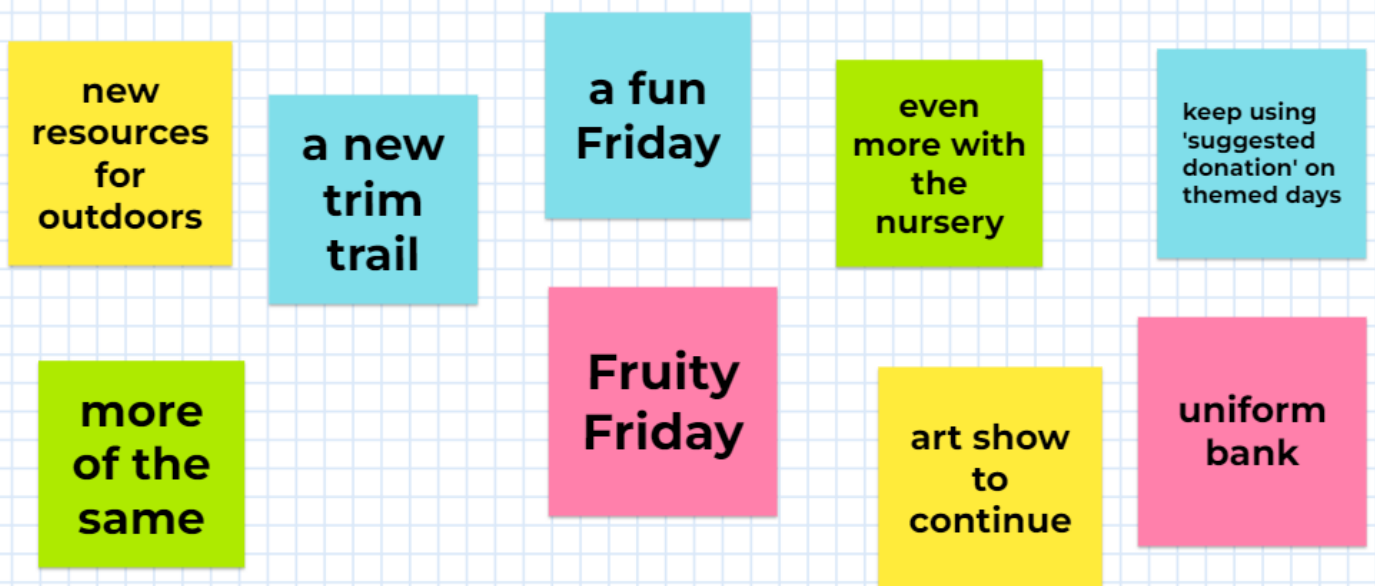 new
resources
for
outdoors
a new
trim
trail
a fun
Friday
even
more with
the
nursery
keep using
'suggested
donation' on
themed days
more
of the
same
Fruity
Friday
art show
to
continue
uniform
bank